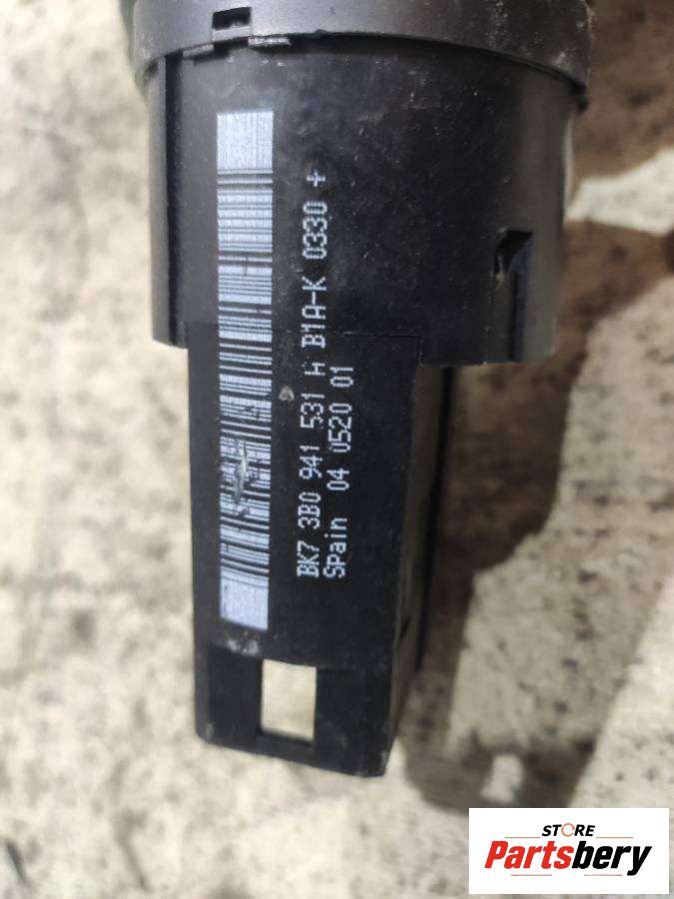 BK7 3B0 941 531 A B1A-K 0330 +
SPain 04 0520 01
STORE
Partsbery